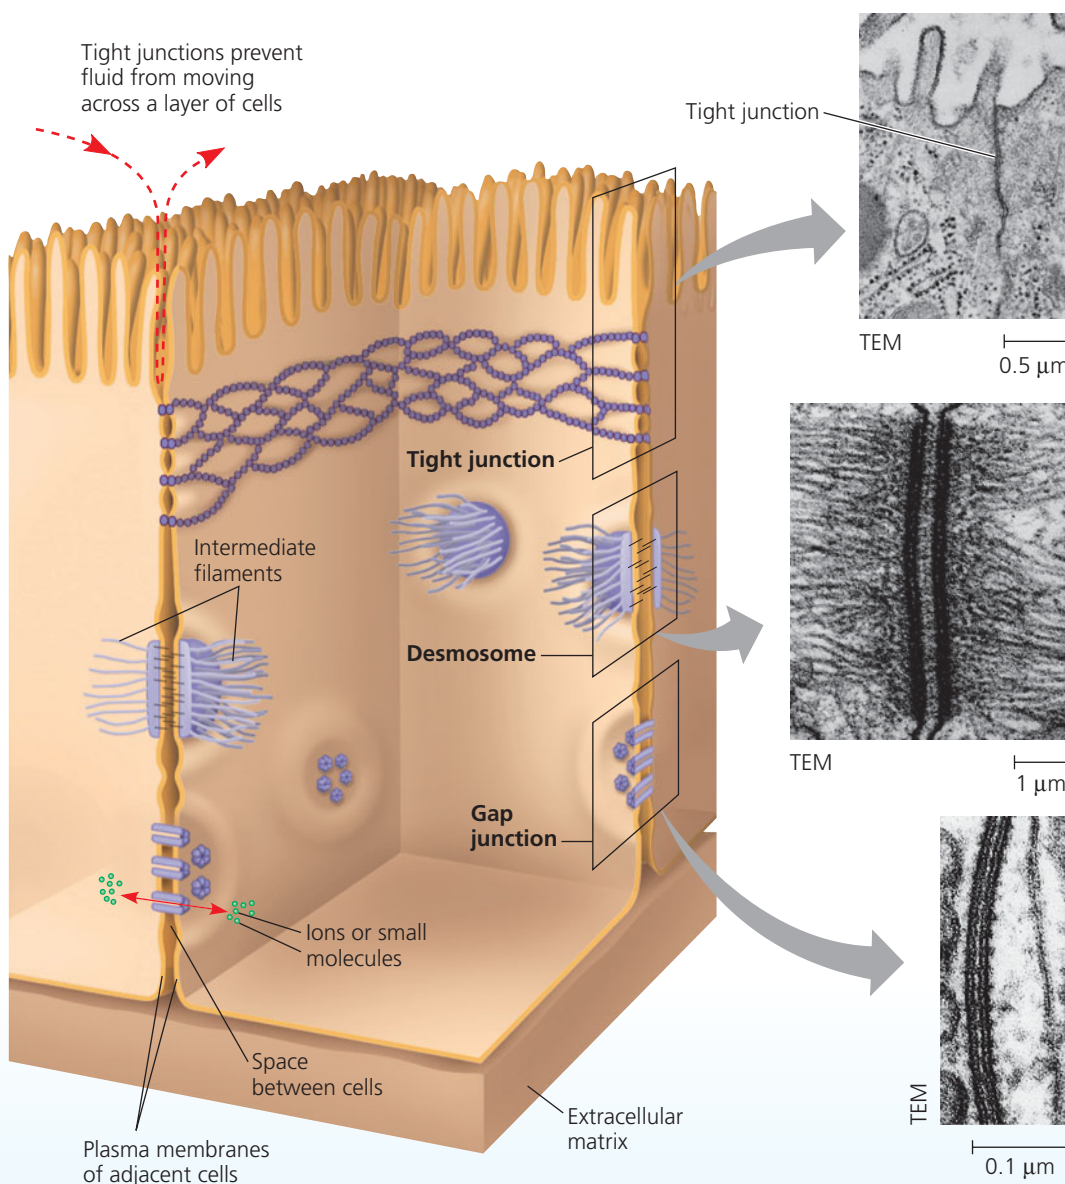 Tight junctions prevent
fluid from moving
across a layer of cells
Tight junction
TEM
0.5 μm
Tight junction
Intermediate
filaments
Desmosome
TEM
1 μm
Gap
junction
Ions or small
molecules
Space
between cells
Extracellular
matrix
Plasma membranes
of adjacent cells
TEM
0.1 μm